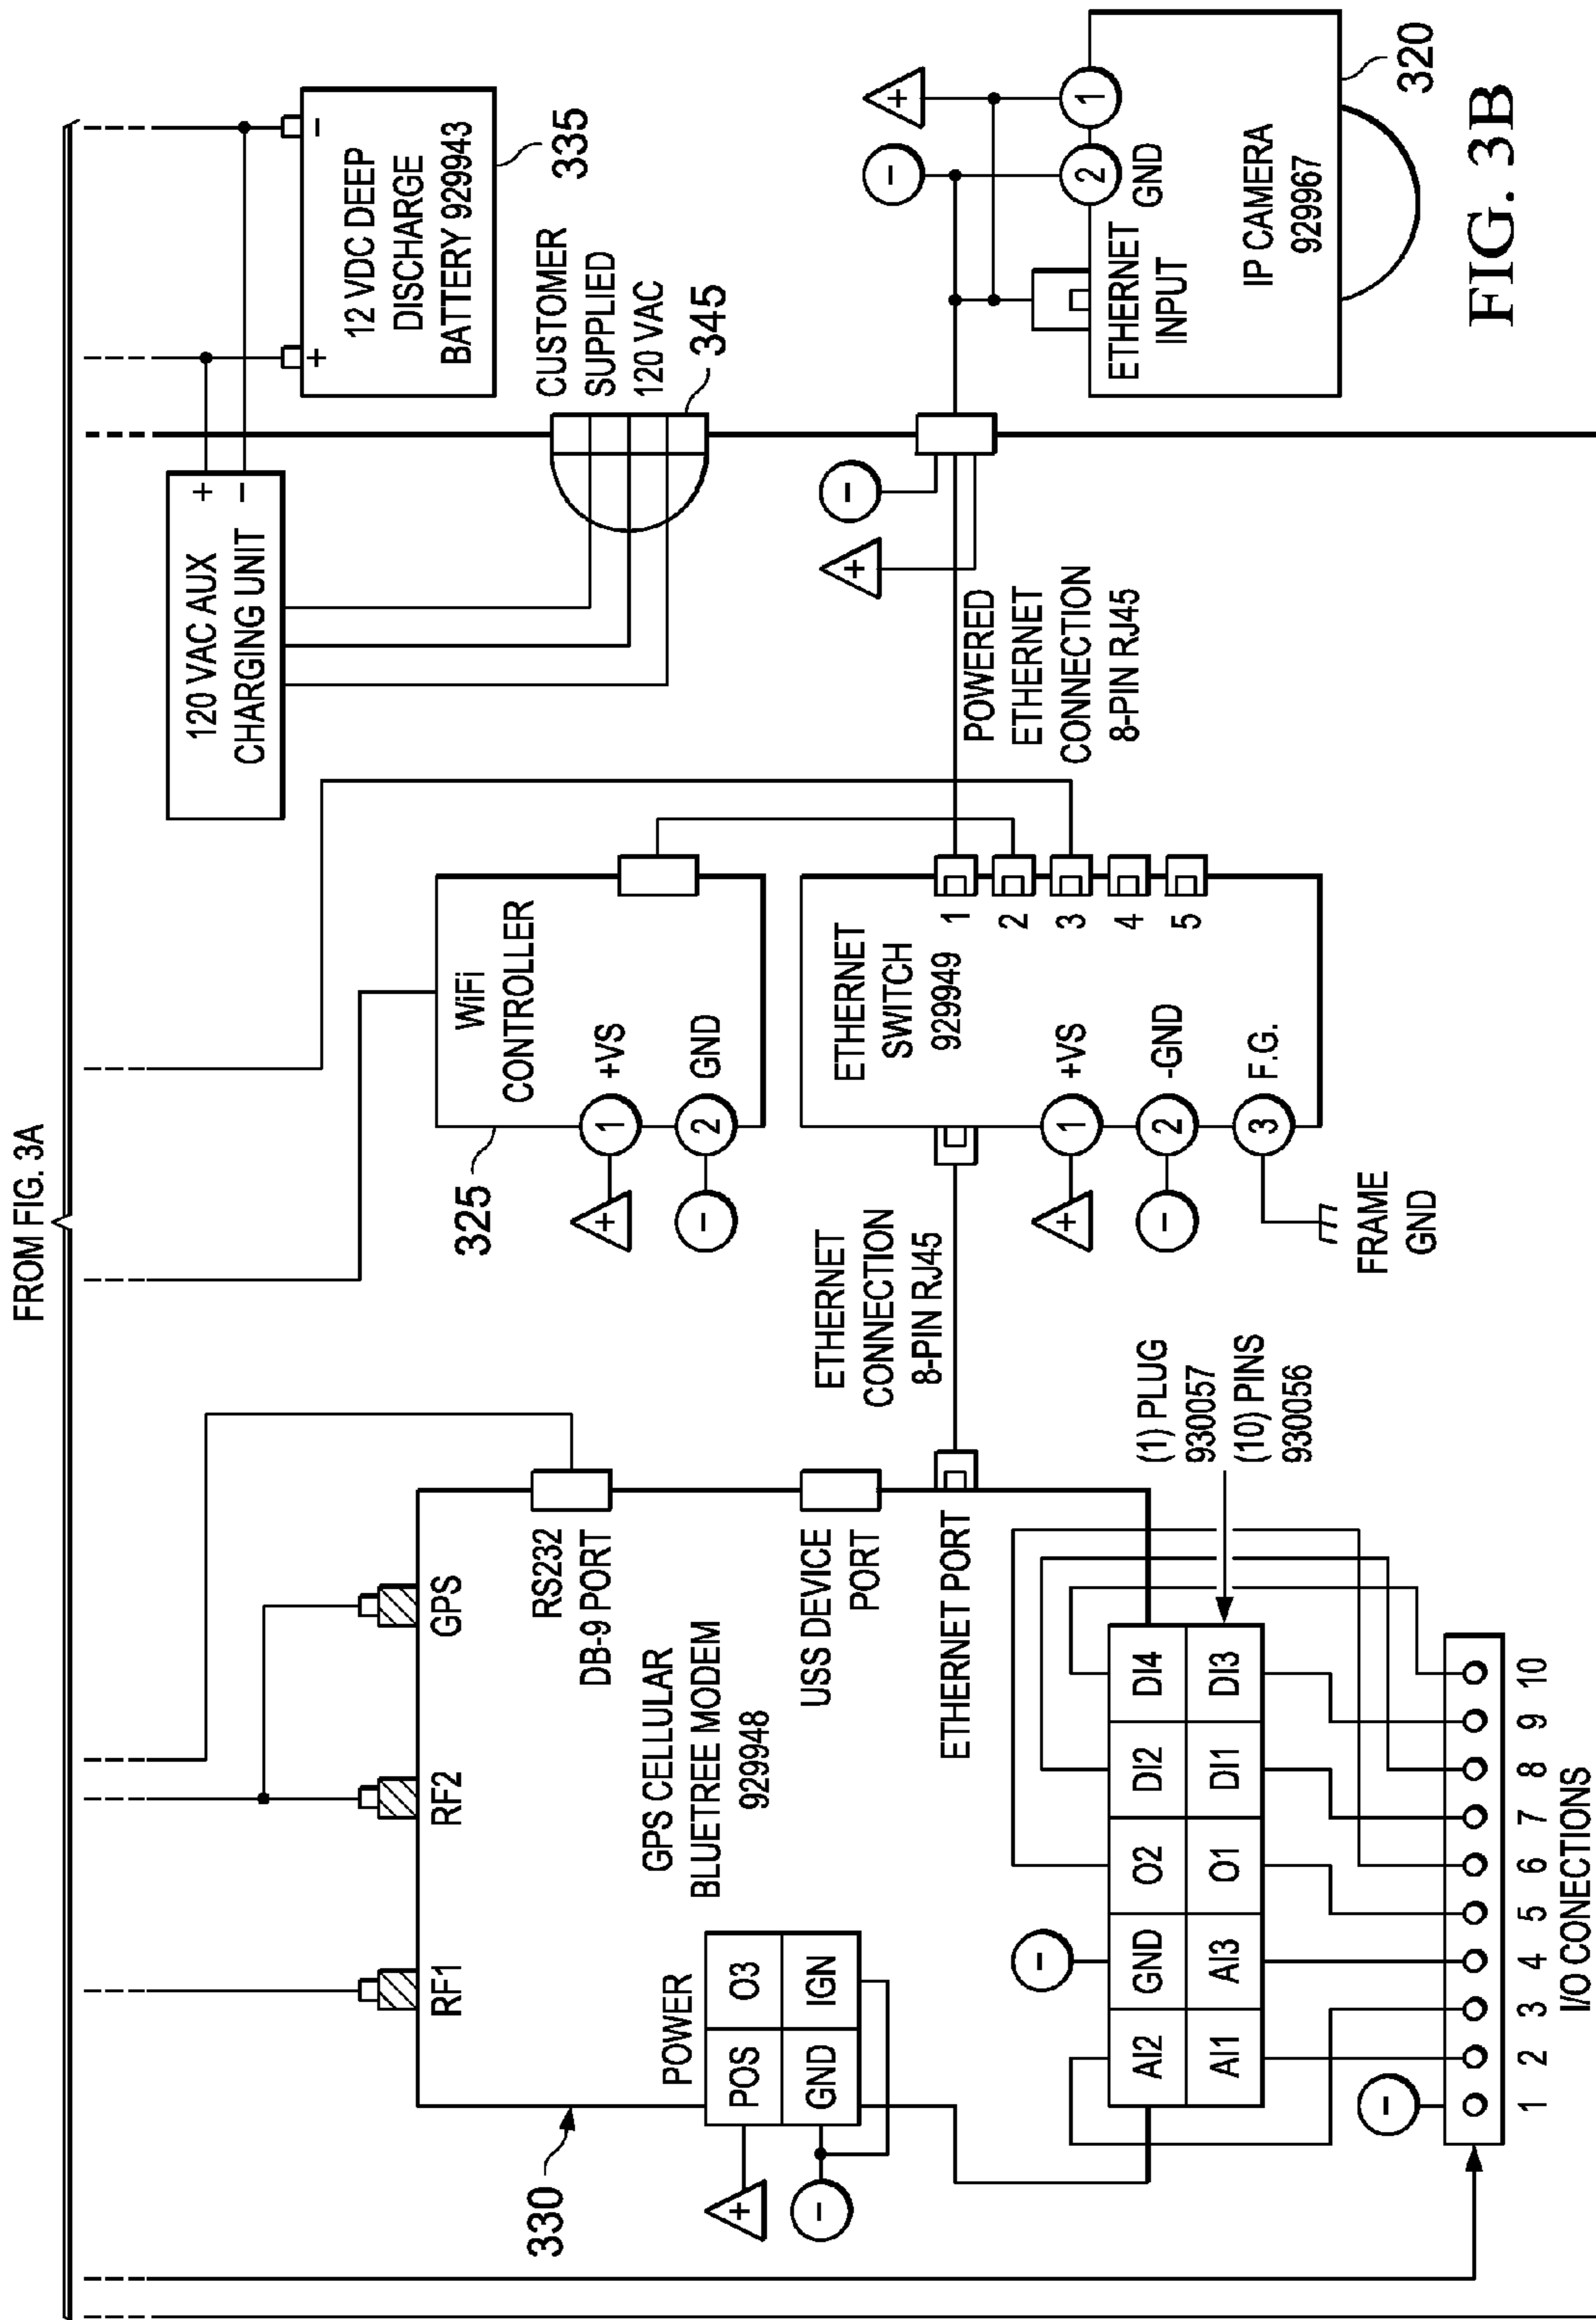 FROM FIG. 3A
RF1
RF2
GPS
330
POWER
POS
O3
GND
IGN
+
-
GPS CELLULAR
BLUETREE MODEM
929948
RS232
DB-9 PORT
USS DEVICE
PORT
ETHERNET PORT
AI2
GND
O2
DI2
DI4
AI1
AI3
O1
DI1
DI3
-
(1) PLUG
930057
(10) PINS
930056
-
1
2
3
4
5
6
7
8
9
10
I/O CONECTIONS
ETHERNET
CONNECTION
8-PIN RJ45
325
WiFi
CONTROLLER
1
+VS
2
GND
+
-
ETHERNET
SWITCH
929949
1
2
3
4
5
1
+VS
2
-GND
3
F.G.
+
-
FRAME
GND
120 VAC AUX
CHARGING UNIT
+
-
12 VDC DEEP
DISCHARGE
BATTERY 929943
+
-
335
CUSTOMER
SUPPLIED
120 VAC
345
POWERED
ETHERNET
CONNECTION
8-PIN RJ45
+
-
-
+
ETHERNET
INPUT
2
GND
1
IP CAMERA
929967
320
FIG. 3B